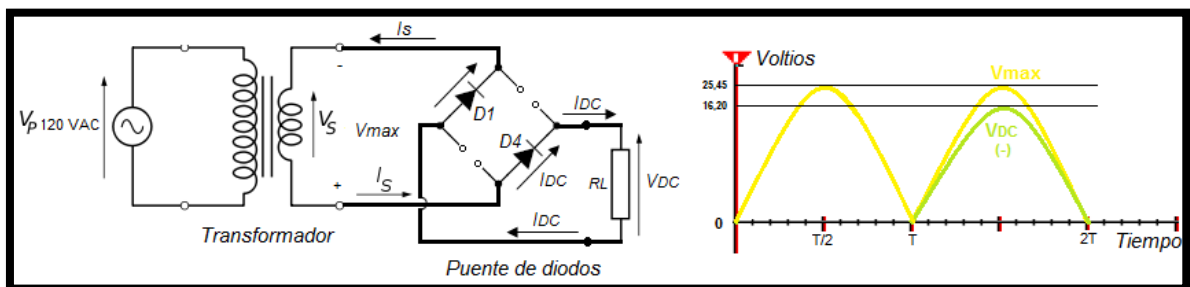 Is
-
D1
VP 120 VAC
VS
Vmax
IDC
D4
+
IS
IDC
RL
VDC
IDC
Transformador
Puente de diodos
Voltios
25,45
Vmax
16,20
VDC
(-)
0
T/2
T
2T
Tiempo